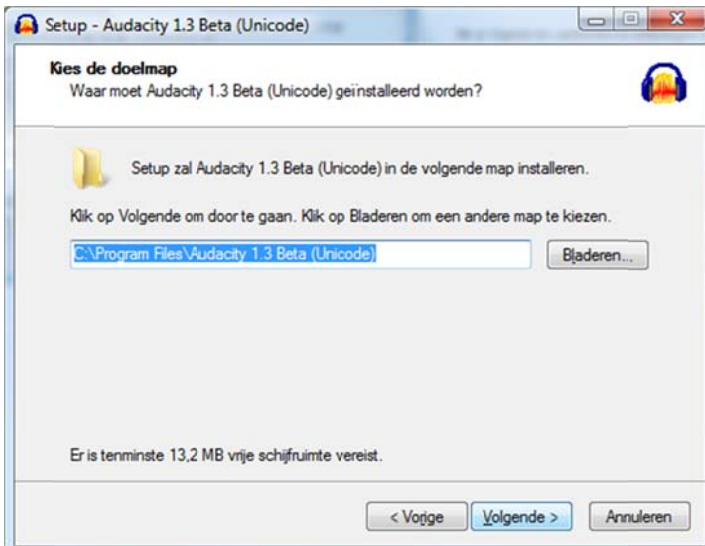 Setup - Audacity 1.3 Beta (Unicode)
Kies de doelmap
Waar moet Audacity 1.3 Beta (Unicode) geïnstalleerd worden?
Setup zal Audacity 1.3 Beta (Unicode) in de volgende map installeren.
Klik op Volgende om door te gaan. Klik op Bladeren om een andere map te kiezen.
C:\Program Files\Audacity 1.3 Beta (Unicode)
Bladeren...
Er is tenminste 13,2 MB vrije schijfruimte vereist.
< Vorige
Volgende >
Annuleren